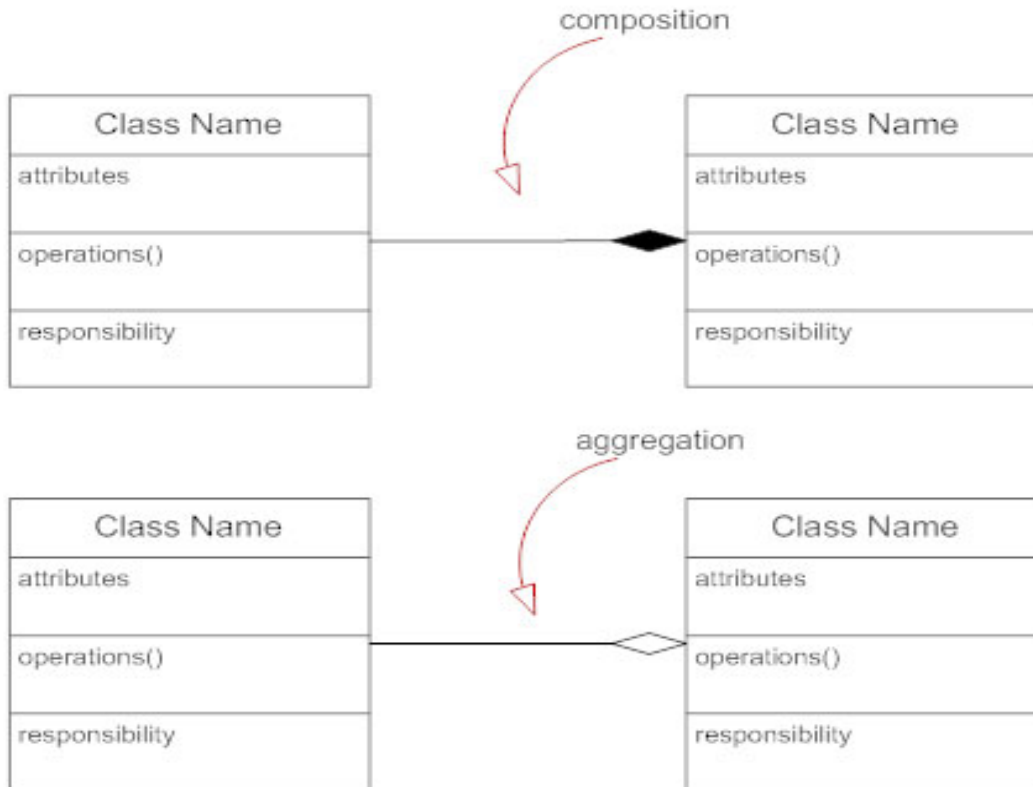 composition
Class Name
Class Name
attributes
attributes
operations()
operations()
responsibility
responsibility
aggregation
Class Name
Class Name
attributes
attributes
operations()
operations()
responsibility
responsibility